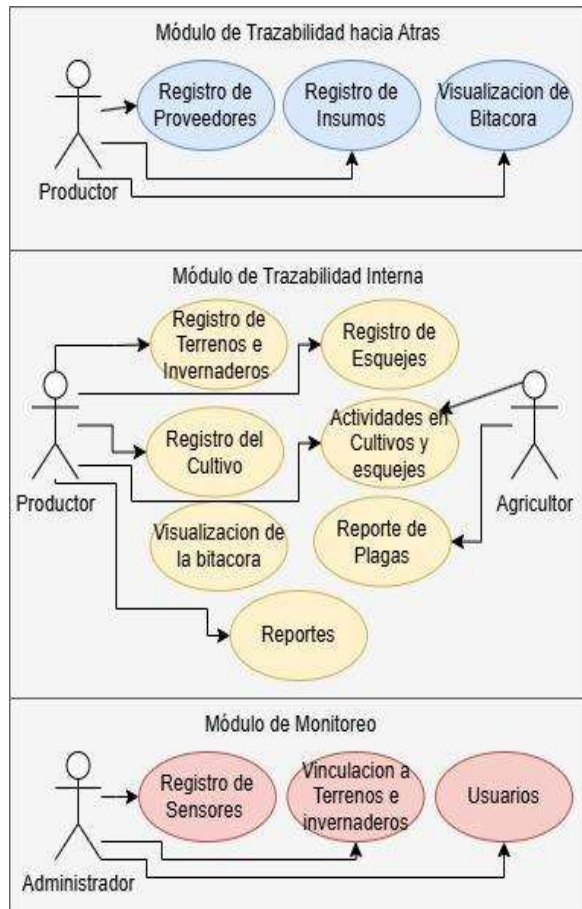 Módulo de Trazabilidad hacia Atras
Registro de
Proveedores
Registro de
Insumos
Visualizacion de
Bitacora
Productor
Módulo de Trazabilidad Interna
Registro de
Terrenos e
Invernaderos
Registro de
Esquejes
Registro del
Cultivo
Actividades en
Cultivos y
esquejes
Productor
Agricultor
Visualizacion de
la bitacora
Reporte de
Plagas
Reportes
Módulo de Monitoreo
Registro de
Sensores
Vinculacion a
Terrenos e
invernaderos
Usuarios
Administrador